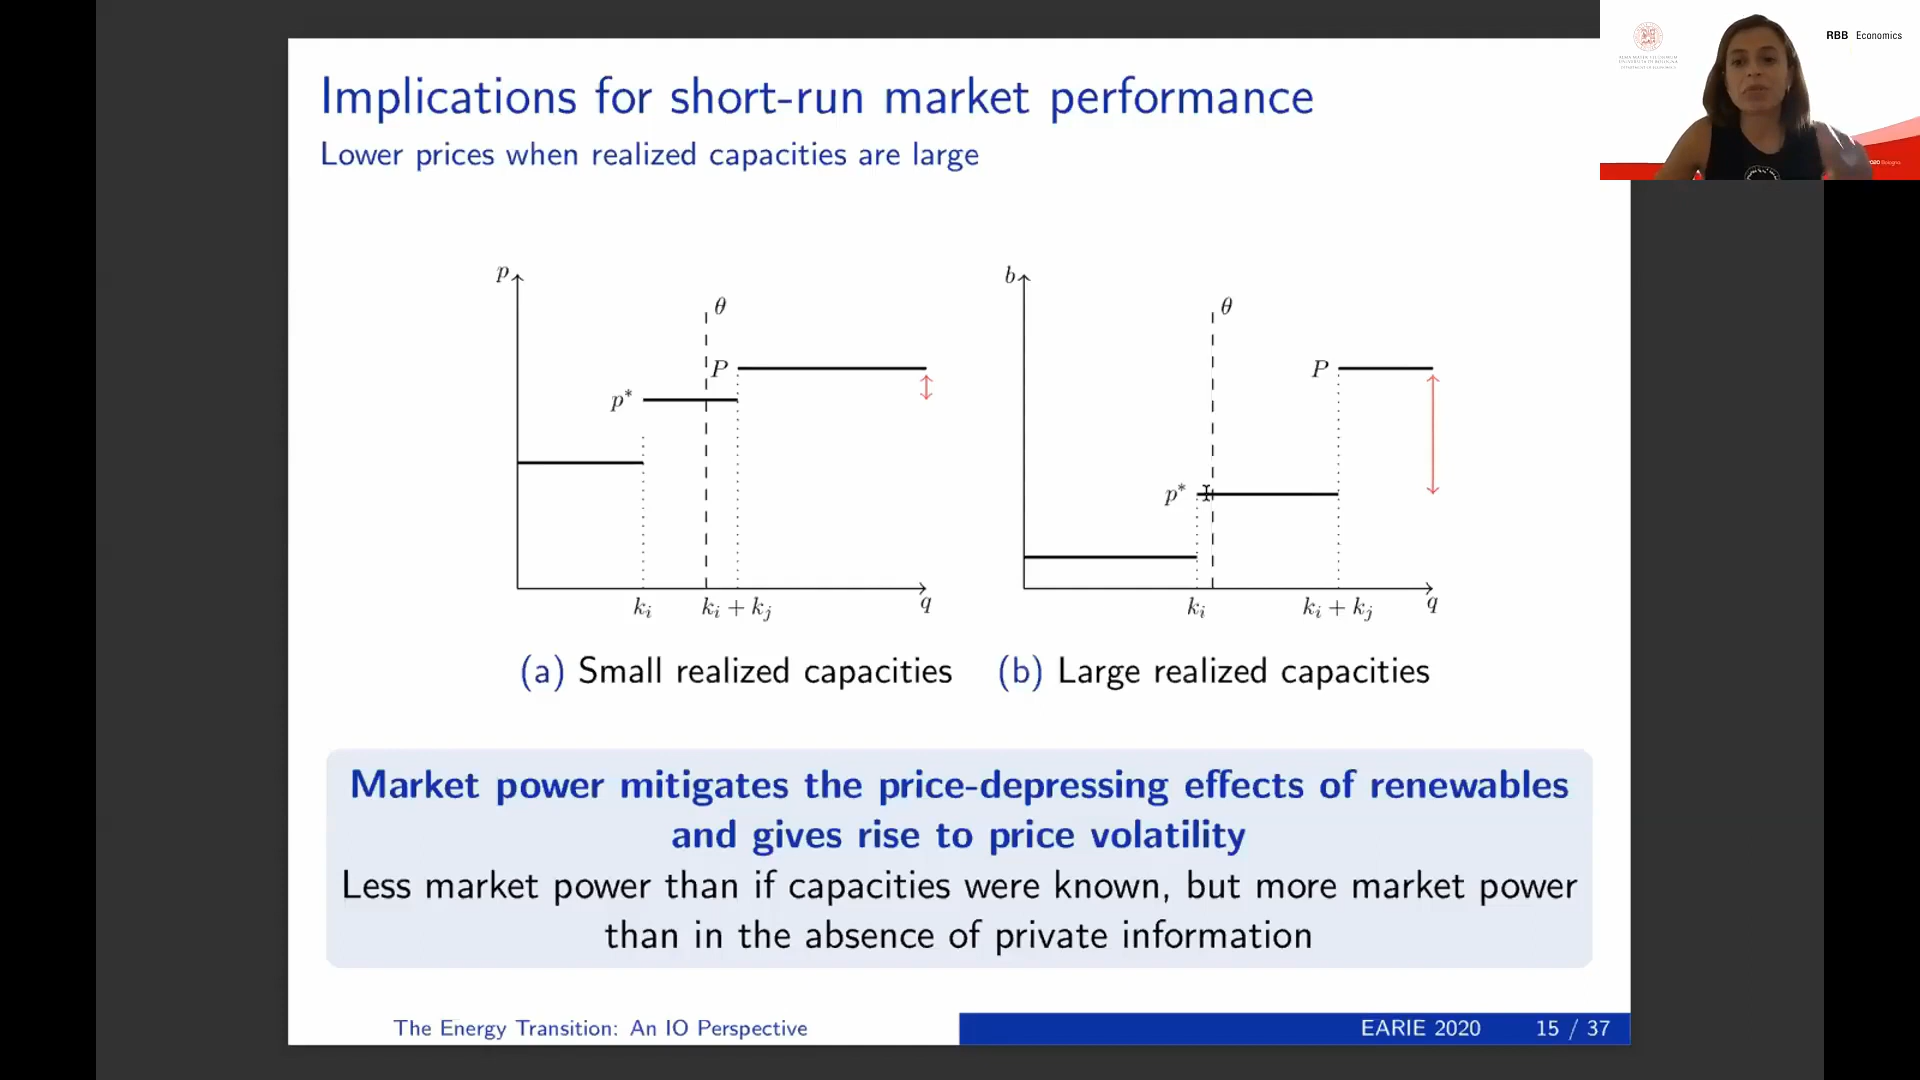 RBB Economics
Implications for short-run market performance
Lower prices when realized capacities are large
p
θ
P
p*
k_i
k_i + k_j
q
b
θ
P
p*
k_i
k_i + k_j
q
(a) Small realized capacities
(b) Large realized capacities
Market power mitigates the price-depressing effects of renewables
and gives rise to price volatility
Less market power than if capacities were known, but more market power
than in the absence of private information
The Energy Transition: An IO Perspective
EARIE 2020
15 / 37